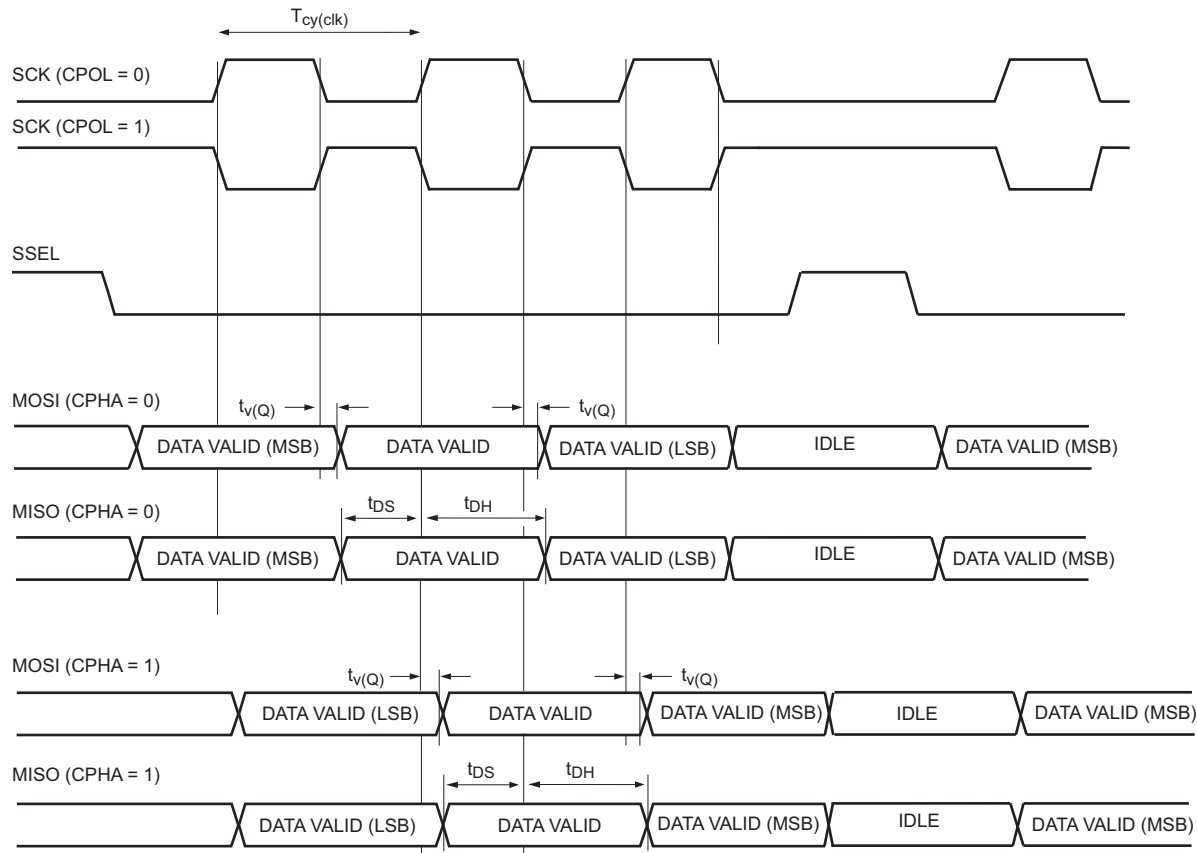 Tcy(clk)
SCK (CPOL = 0)
SCK (CPOL = 1)
SSEL
MOSI (CPHA = 0)
tv(Q) tv(Q)
DATA VALID (MSB) DATA VALID DATA VALID (LSB) IDLE DATA VALID (MSB)
tDS tDH
MISO (CPHA = 0)
DATA VALID (MSB) DATA VALID DATA VALID (LSB) IDLE DATA VALID (MSB)
MOSI (CPHA = 1)
tv(Q) tv(Q)
DATA VALID (LSB) DATA VALID DATA VALID (MSB) IDLE DATA VALID (MSB)
tDS tDH
MISO (CPHA = 1)
DATA VALID (LSB) DATA VALID DATA VALID (MSB) IDLE DATA VALID (MSB)